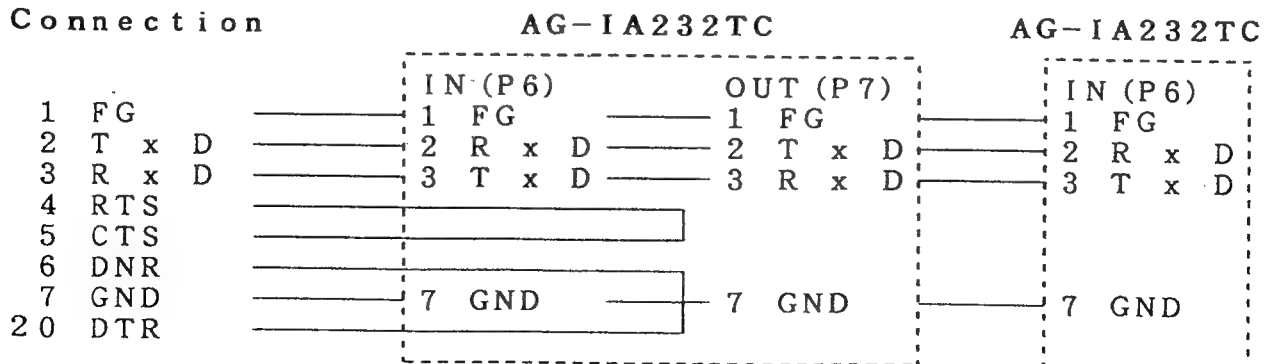 Connection AG-IA232TC AG-IA232TC
IN (P6) OUT (P7) IN (P6)
1 FG 1 FG 1 FG 1 FG
2 TxD 2 RxD 2 TxD 2 RxD
3 RxD 3 TxD 3 RxD 3 TxD
4 RTS
5 CTS
6 DNR
7 GND 7 GND 7 GND 7 GND
20 DTR